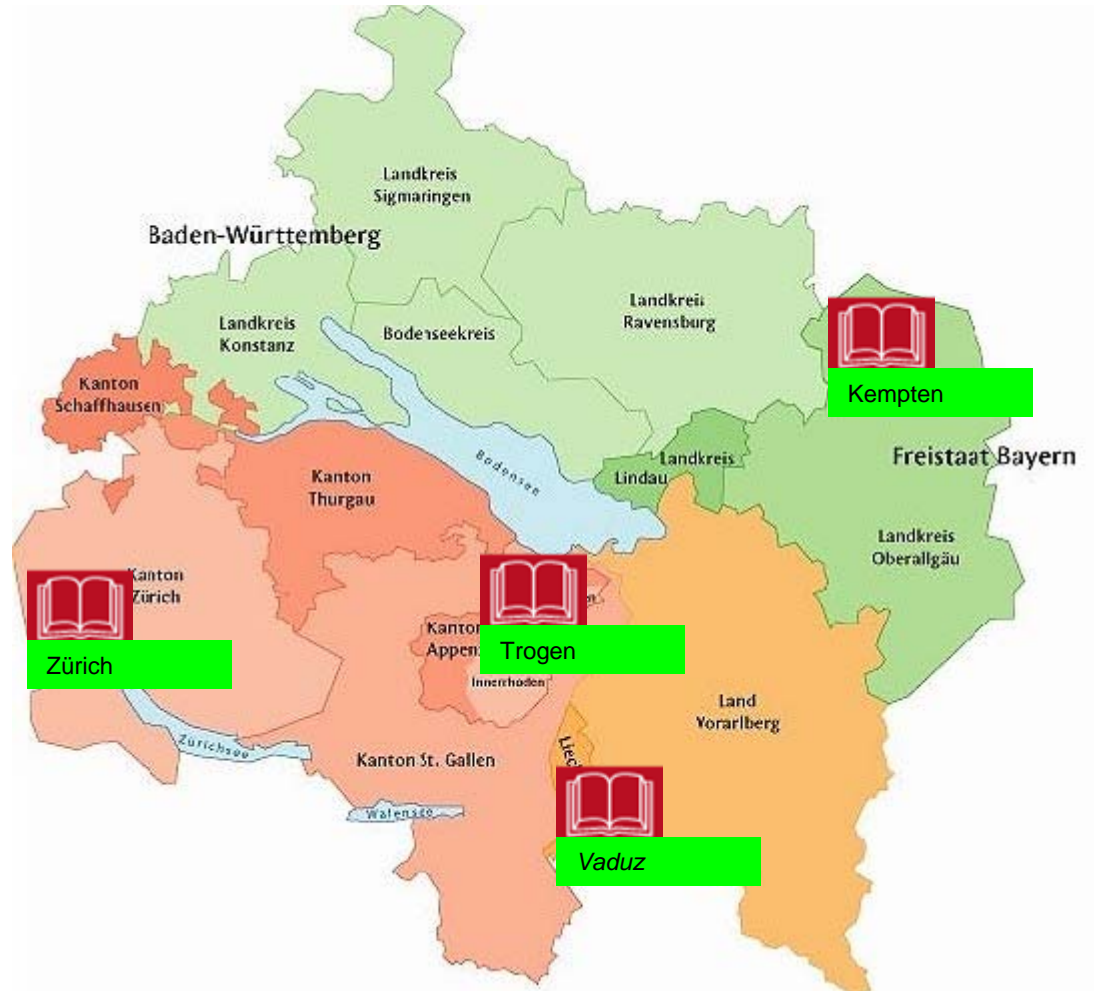 Landkreis
Sigmaringen
Baden-Württemberg
Landkreis
Ravensburg
Landkreis
Konstanz
Bodenseekreis
Kanton
Schaffhausen
Kempten
Freistaat Bayern
Landkreis
Lindau
Bodensee
Kanton
Thurgau
Landkreis
Oberallgäu
Kanton
Zürich
Zürich
Kanton
Trogen
Innerrhoden
Land
Vorarlberg
Zürichsee
Kanton St. Gallen
Walensee
Vaduz